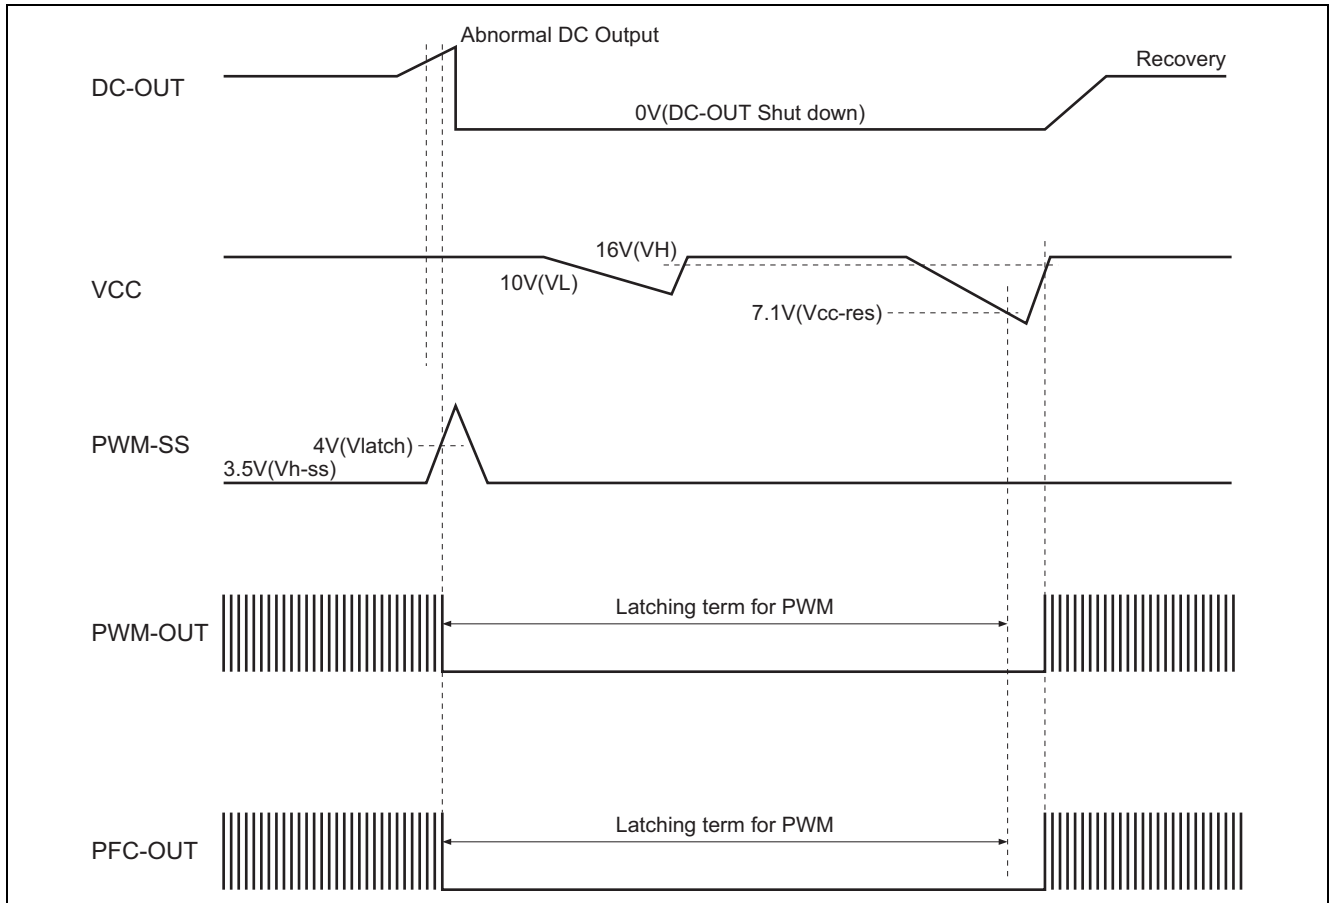 Abnormal DC Output
Recovery
DC-OUT
0V(DC-OUT Shut down)
16V(VH)
10V(VL)
VCC
7.1V(Vcc-res)
4V(Vlatch)
PWM-SS
3.5V(Vh-ss)
Latching term for PWM
PWM-OUT
Latching term for PWM
PFC-OUT